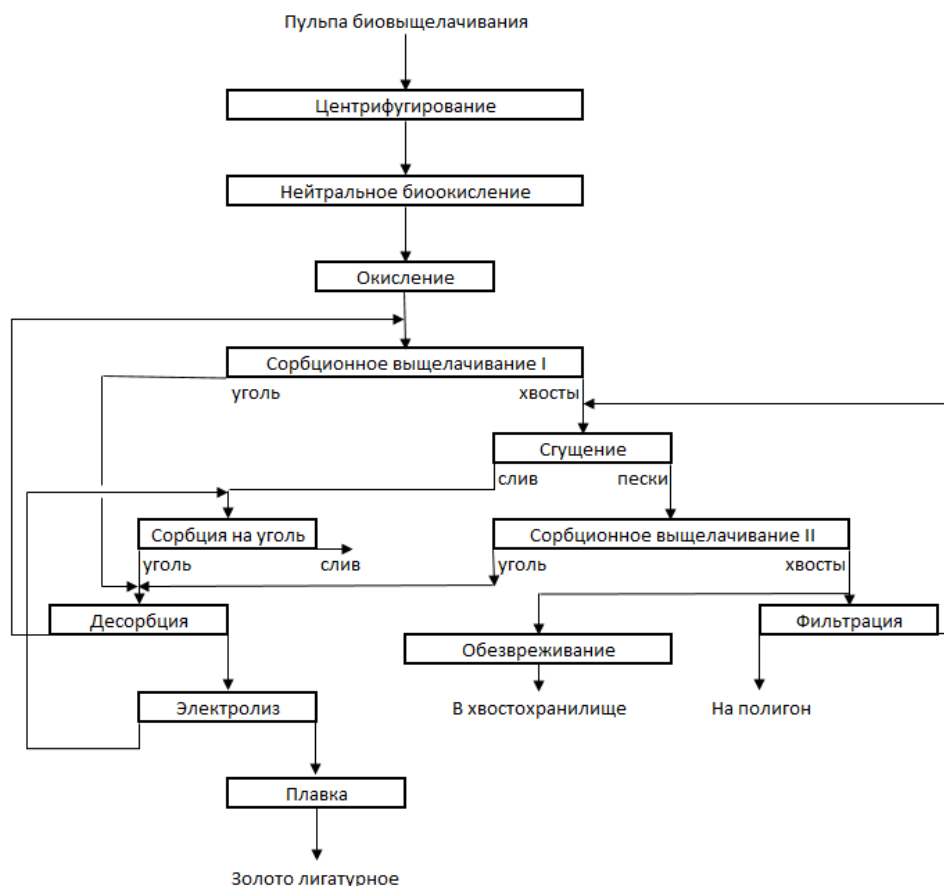 Пульпа биовыщелачивания
Центрифугирование
Нейтральное биоокисление
Окисление
Сорбционное выщелачивание I
уголь хвосты
Сгущение
слив пески
Сорбция на уголь Сорбционное выщелачивание II
уголь слив уголь хвосты
Десорбция Фильтрация
Обезвреживание
Электролиз В хвостохранилище На полигон
Плавка
Золото лигатурное